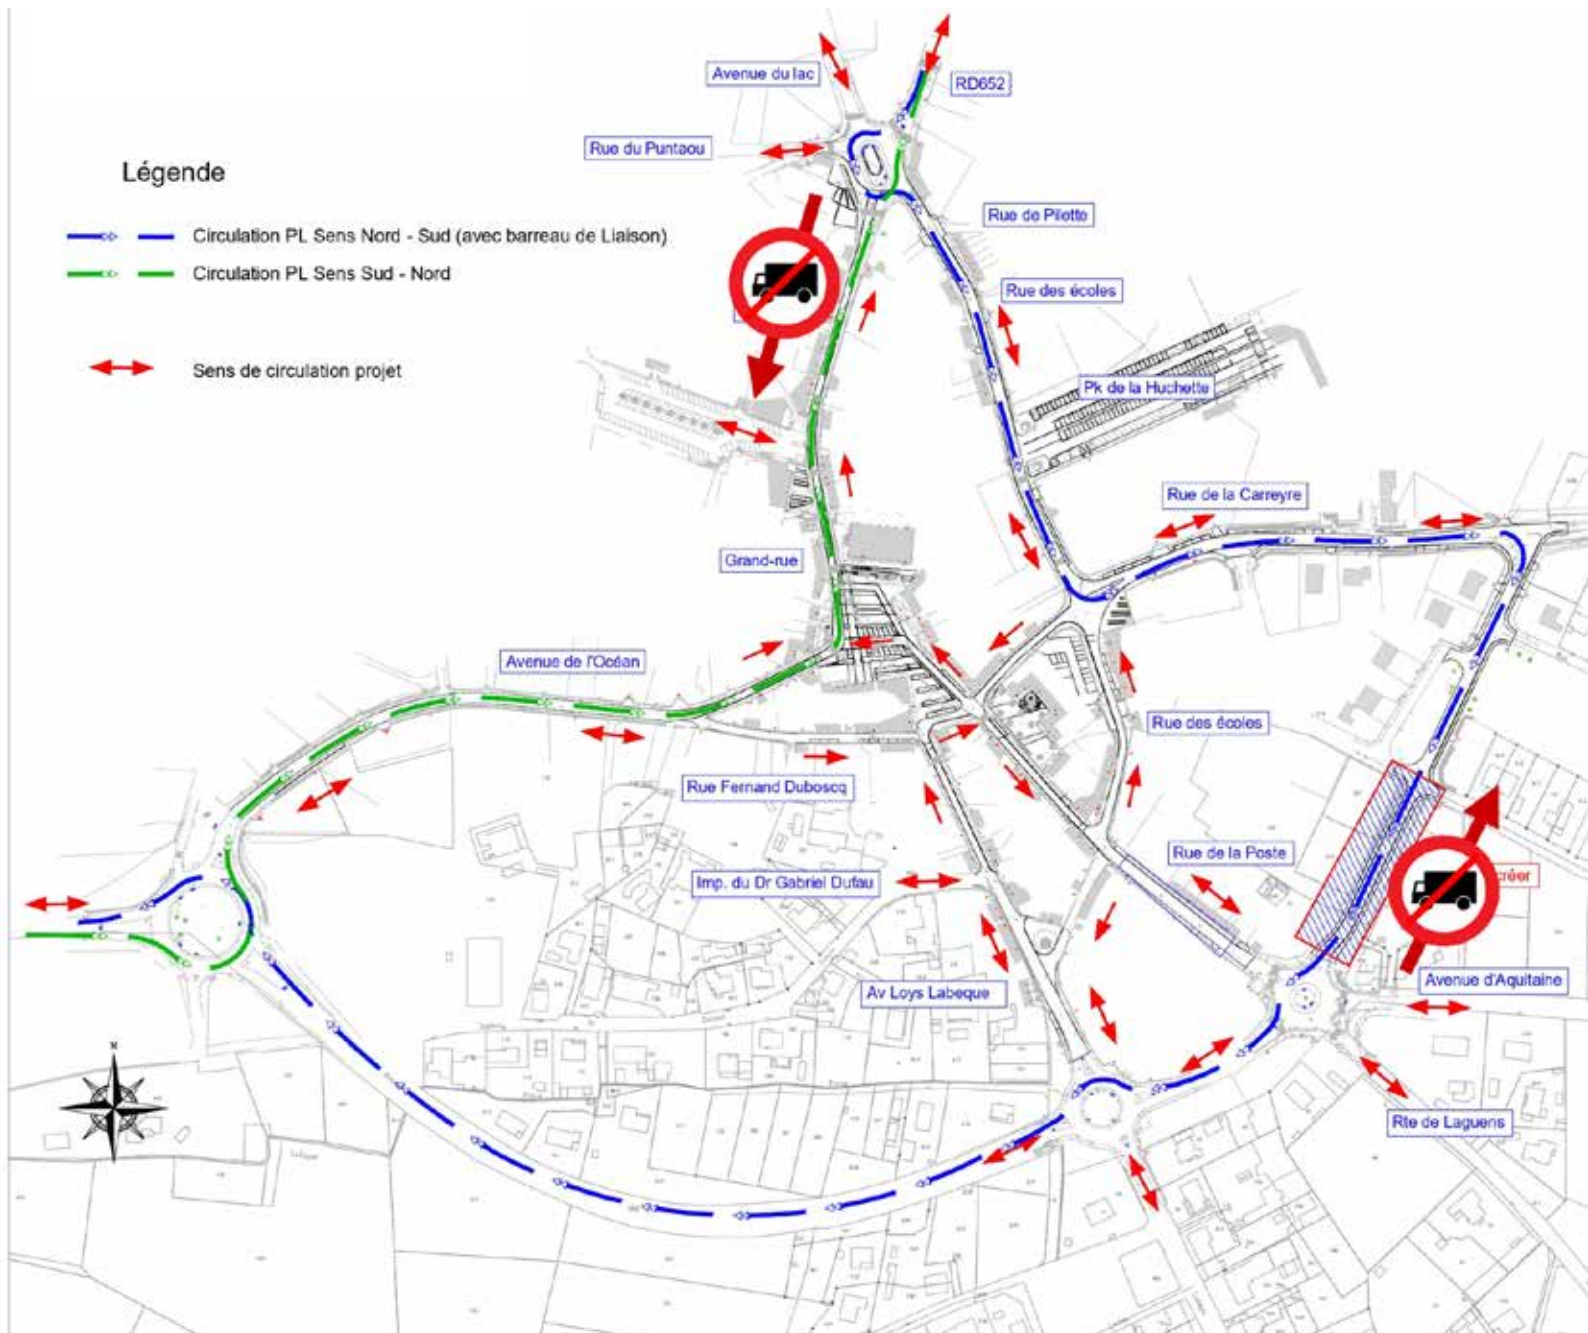 Avenue du lac
RD652
Rue du Puntaou
Légende
Rue de Pilette
Circulation PL Sens Nord - Sud (avec barreau de Liaison)
Circulation PL Sens Sud - Nord
Rue des écoles
Sens de circulation projet
Pk de la Huchette
Rue de la Carreyre
Grand-rue
Avenue de l'Océan
Rue des écoles
Rue Fernand Duboscq
Rue de la Poste
Imp. du Dr Gabriel Dufau
créer
Avenue d'Aquitaine
Av Loys Labeque
N
Rte de Laguens